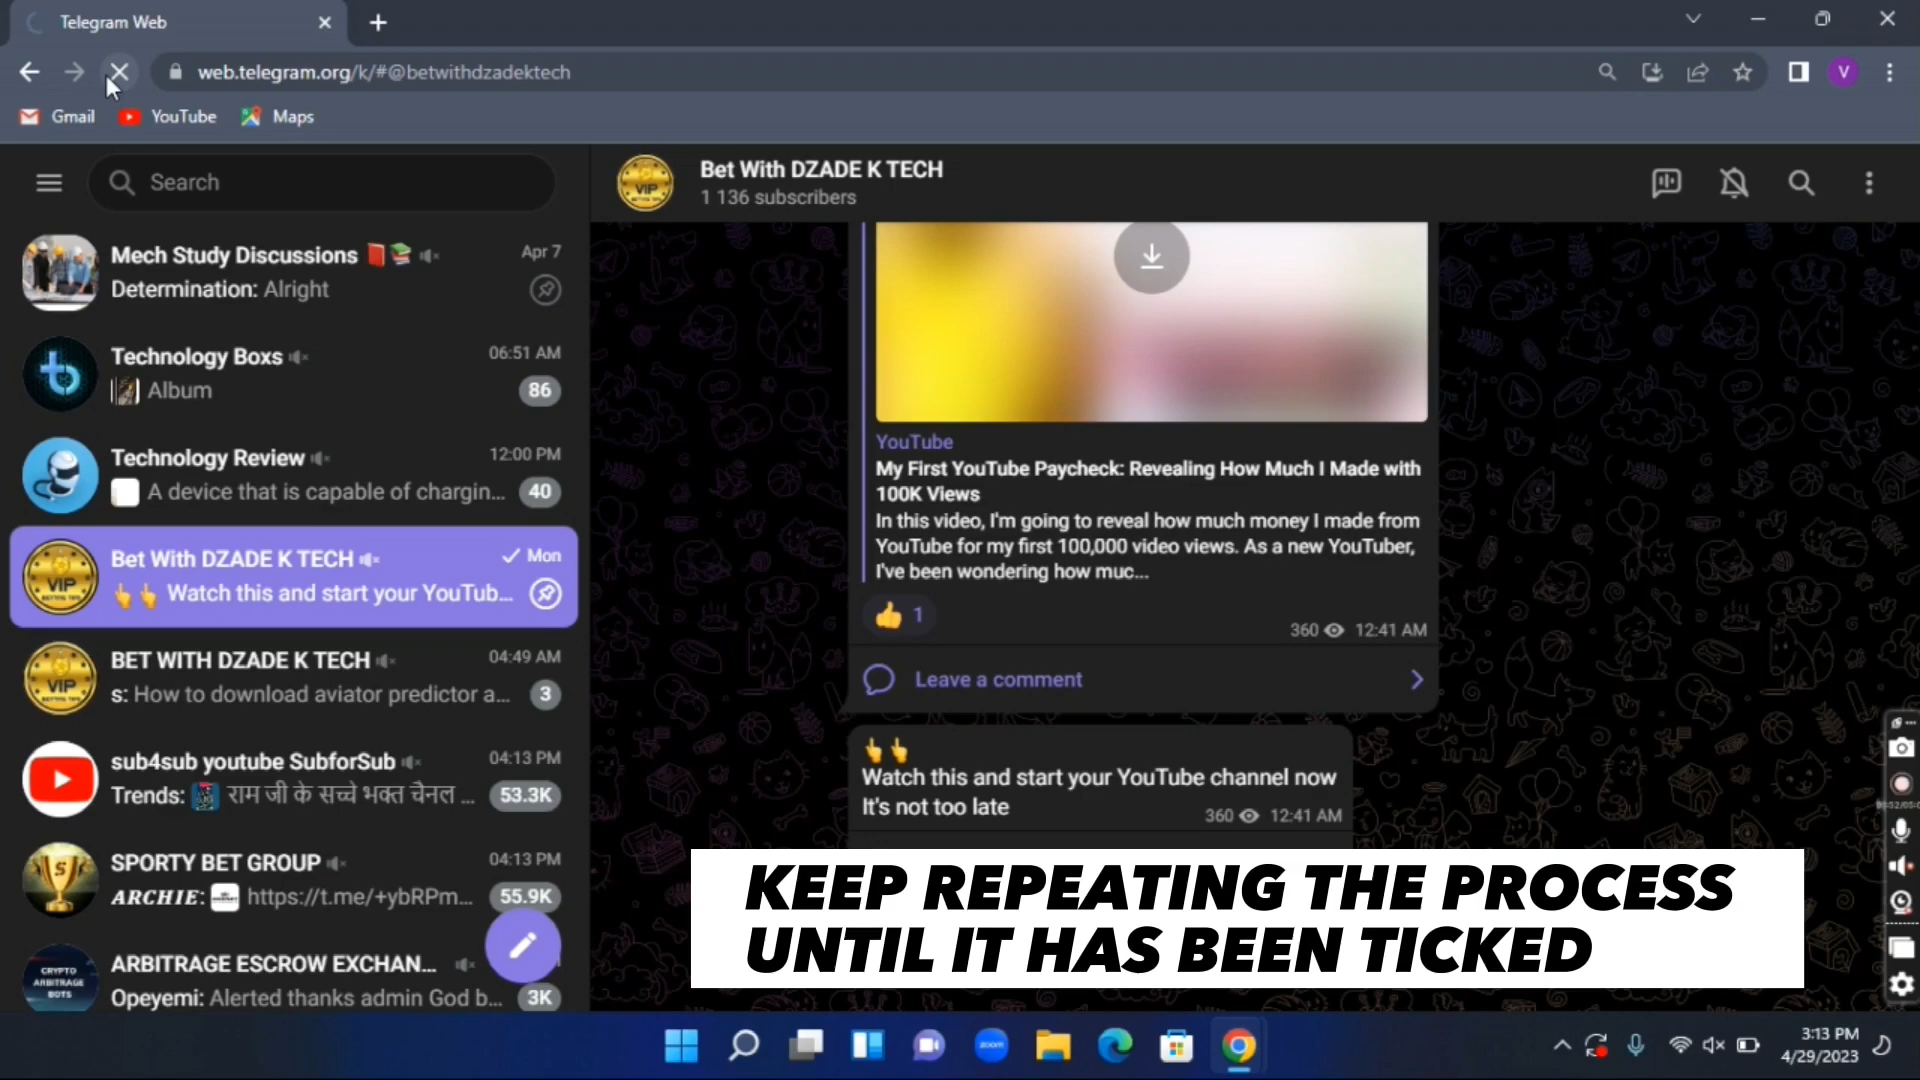 Telegram Web
web.telegram.org/k/#@betwithdzadektech
V
Gmail YouTube Maps
Search
Mech Study Discussions 📕📚 Apr 7
Determination: Alright
Technology Boxs 06:51 AM
Album 86
Technology Review 12:00 PM
A device that is capable of chargin... 40
VIP
Bet With DZADE K TECH Mon
👆👆 Watch this and start your YouTub...
VIP
BET WITH DZADE K TECH 04:49 AM
s: How to download aviator predictor a... 3
sub4sub youtube SubforSub 04:13 PM
Trends: राम जी के सच्चे भक्त चैनल ... 53.3K
SPORTY BET GROUP 04:13 PM
ARCHIE: https://t.me/+ybRPm... 55.9K
CRYPTO
ARBITRAGE
BOTS
ARBITRAGE ESCROW EXCHAN...
Opeyemi: Alerted thanks admin God b... 3K
VIP
Bet With DZADE K TECH
1 136 subscribers
YouTube
My First YouTube Paycheck: Revealing How Much I Made with
100K Views
In this video, I'm going to reveal how much money I made from
YouTube for my first 100,000 video views. As a new YouTuber,
I've been wondering how muc...
👍 1
360 12:41 AM
Leave a comment
👆👆
Watch this and start your YouTube channel now
It's not too late
360 12:41 AM
KEEP REPEATING THE PROCESS
UNTIL IT HAS BEEN TICKED
zoom
3:13 PM
4/29/2023